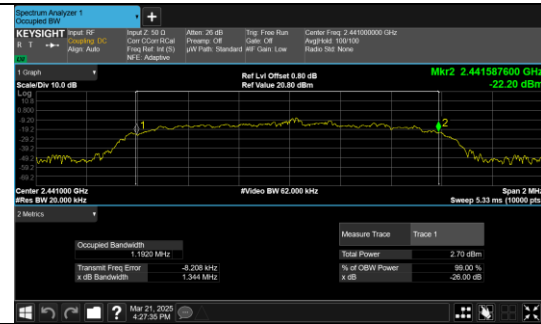 Spectrum Analyzer 1
Occupied BW
+
KEYSIGHT Input: RF
R T Coupling: DC
Align: Auto
Input Z: 50 Ω
Corr CCorr RCal
Freq Ref: Int (S)
NFE: Adaptive
Atten: 26 dB
Preamp: Off
µW Path: Standard
Trig: Free Run
Gate: Off
#IF Gain: Low
Center Freq: 2.441000000 GHz
Avg|Hold: 100/100
Radio Std: None
1 Graph
Scale/Div 10.0 dB
Ref Lvl Offset 0.80 dB
Ref Value 20.80 dBm
Mkr2 2.441587600 GHz
-22.20 dBm
Log
10.8
0.800
-9.20
-19.2
-29.2
-39.2
-49.2
-59.2
-69.2
1
2
Center 2.441000 GHz
#Res BW 20.000 kHz
#Video BW 62.000 kHz
Span 2 MHz
Sweep 5.33 ms (10000 pts
2 Metrics
Occupied Bandwidth
1.1920 MHz
Transmit Freq Error -8.208 kHz
x dB Bandwidth 1.344 MHz
Measure Trace Trace 1
Total Power 2.70 dBm
% of OBW Power 99.00 %
x dB -26.00 dB
?
Mar 21, 2025
4:27:35 PM